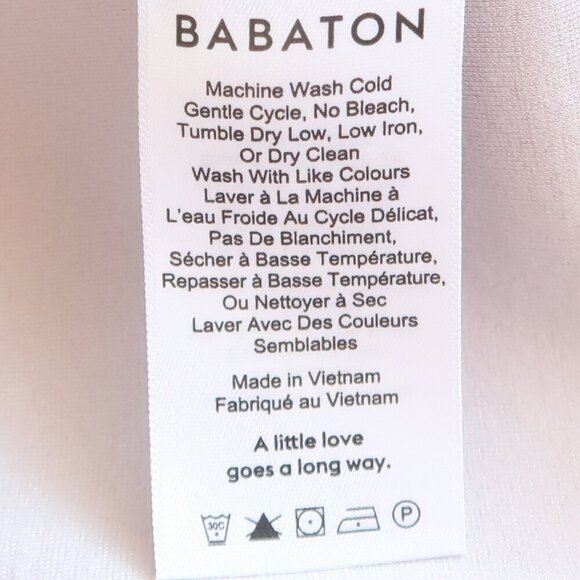 BABATON
Machine Wash Cold
Gentle Cycle, No Bleach,
Tumble Dry Low, Low Iron,
Or Dry Clean
Wash With Like Colours
Laver à La Machine à
L'eau Froide Au Cycle Délicat,
Pas De Blanchiment,
Sécher à Basse Température,
Repasser à Basse Température,
Ou Nettoyer à Sec
Laver Avec Des Couleurs
Semblables
Made in Vietnam
Fabriqué au Vietnam
A little love
goes a long way.
30C P